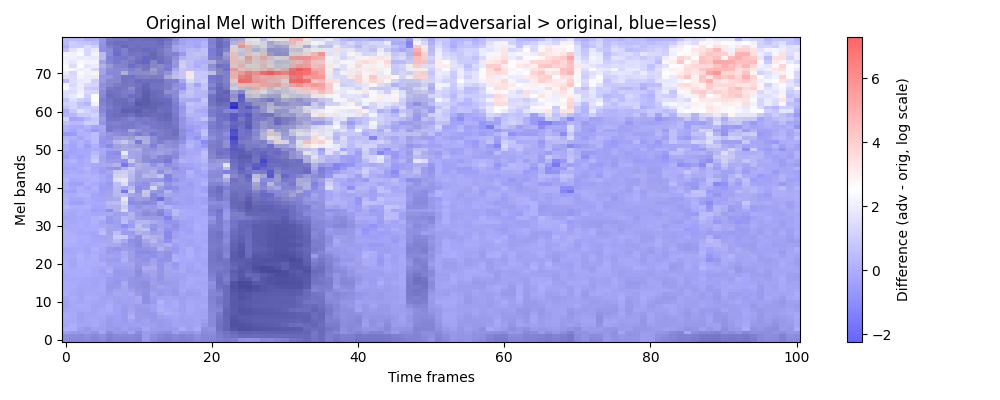 Original Mel with Differences (red=adversarial > original, blue=less)
Mel bands
70
60
50
40
30
20
10
0
0 20 40 60 80 100
Time frames
6
4
2
0
−2
Difference (adv - orig, log scale)